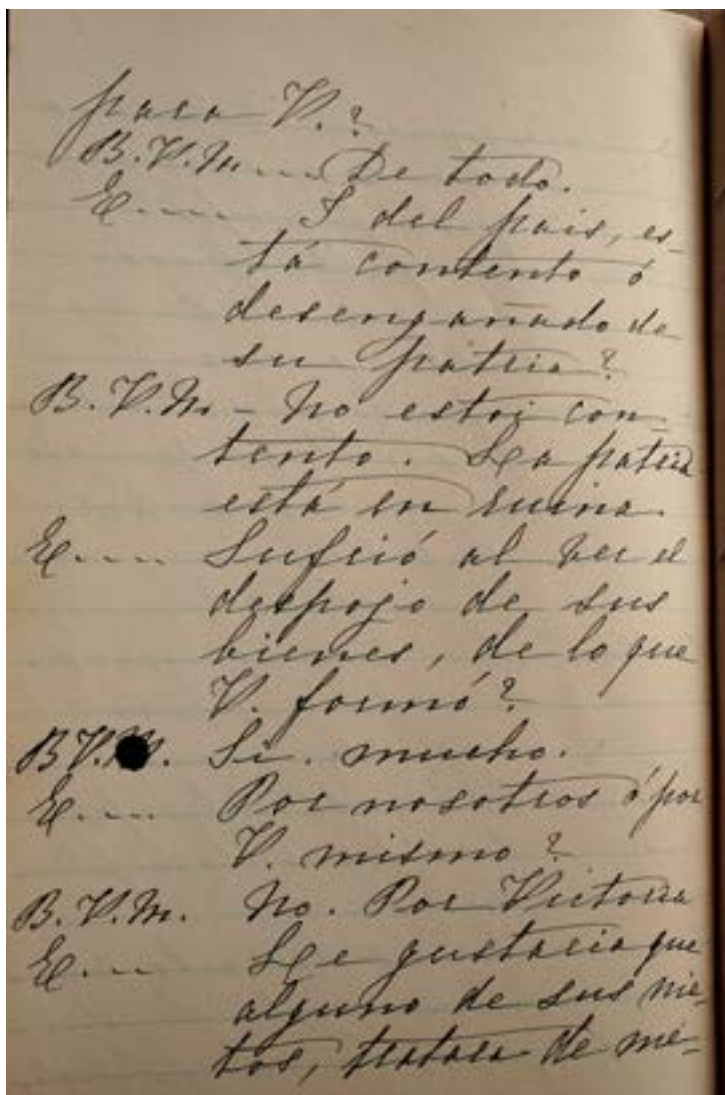 para V.?
B.V.M.... De todo.
E.... I del pais, es-
tá contento ó
desengañado de
su pátria?
B.V.M - No estoi con-
tento. La patria
está en ruina.
E.... Sufrió al ver el
despojo de sus
bienes, de lo que
V. formó?
B.V.M. Si. mucho.
E.... Por nosotros ó por
V. mismo?
B.V.M. No. Por Victoria
E.... Le gustaria que
alguno de sus nie-
tos, tratara de me-